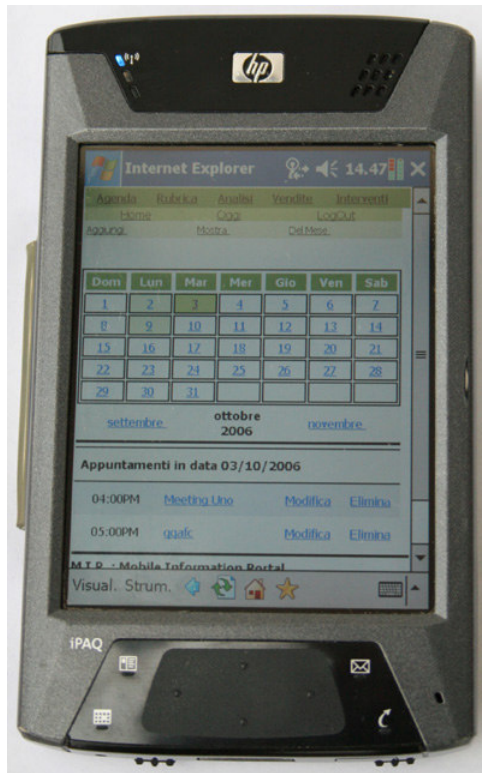 hp
Internet Explorer 14.47
Agenda Rubrica Analisi Vendite Interventi
Home Oggi LogOut
Aggiungi Mostra Del Mese
Dom Lun Mar Mer Gio Ven Sab
1 2 3 4 5 6 7
8 9 10 11 12 13 14
15 16 17 18 19 20 21
22 23 24 25 26 27 28
29 30 31
settembre ottobre 2006 novembre
Appuntamenti in data 03/10/2006
04:00PM Meeting Uno Modifica Elimina
05:00PM Modifica Elimina
M.I.P. : Mobile Information Portal
Visual. Strum.
iPAQ